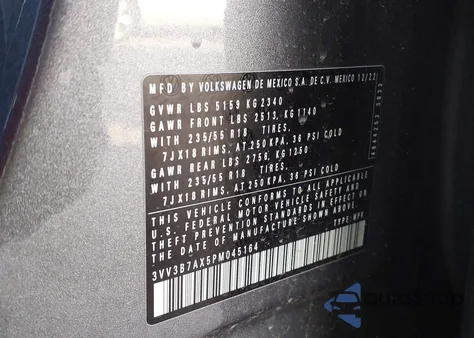 MFD BY VOLKSWAGEN DE MEXICO S.A. DE C.V. MEXICO 12/22
GVWR LBS 5159 KG 2340
GAWR FRONT LBS 2513, KG 1140
WITH 235/55 R18 TIRES.
7JX18 RIMS. AT 250 KPA. 36 PSI COLD
GAWR REAR LBS 2756, KG 1250
WITH 235/55 R18 TIRES.
7JX18 RIMS. AT 250 KPA, 36 PSI COLD
THIS VEHICLE CONFORMS TO ALL APPLICABLE
U.S. FEDERAL MOTOR VEHICLE SAFETY AND
THEFT PREVENTION STANDARDS IN EFFECT ON
THE DATE OF MANUFACTURE SHOWN ABOVE.
TYPE: MPV
3VV3B7AX5PM045164
autoStrap